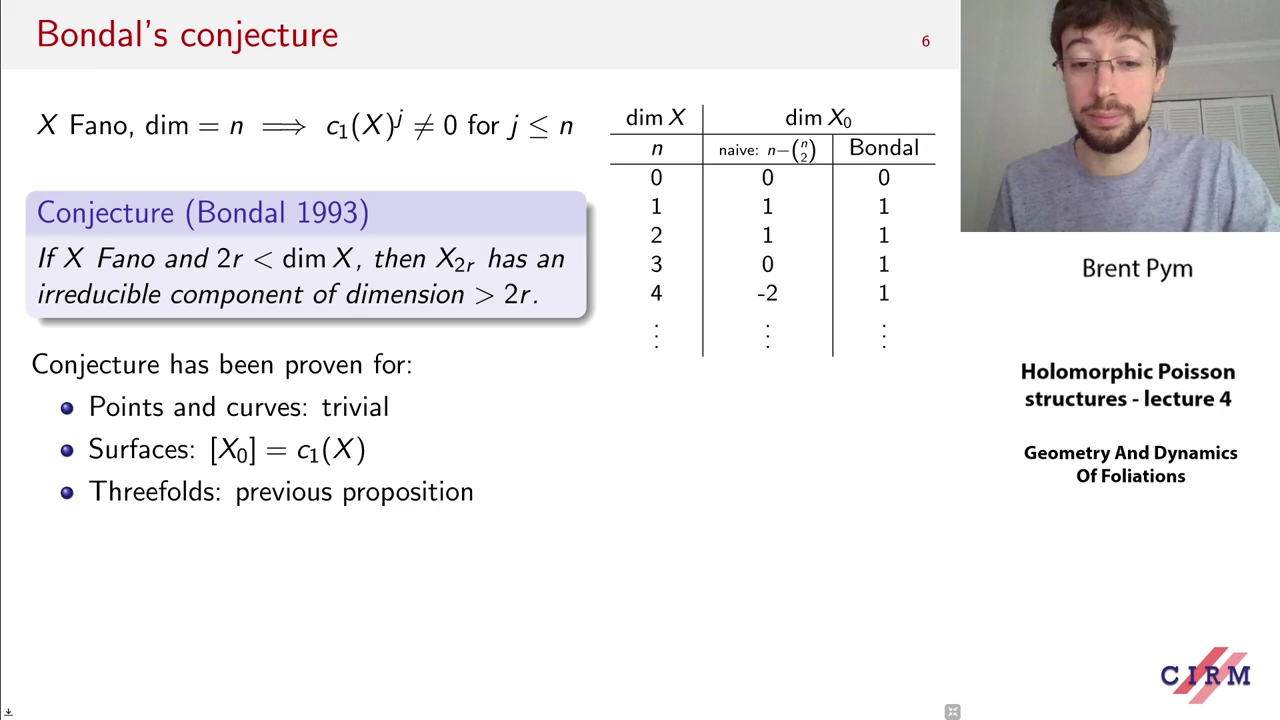 Bondal's conjecture
6
X Fano, dim = n ⟹ c₁(X)ʲ ≠ 0 for j ≤ n
Conjecture (Bondal 1993)
If X Fano and 2r < dim X, then X₂ᵣ has an
irreducible component of dimension > 2r.
Conjecture has been proven for:
Points and curves: trivial
Surfaces: [X₀] = c₁(X)
Threefolds: previous proposition
dim X dim X₀
n naive: n−(n 2) Bondal
0 0 0
1 1 1
2 1 1
3 0 1
4 -2 1
⋮ ⋮ ⋮
Brent Pym
Holomorphic Poisson
structures - lecture 4
Geometry And Dynamics
Of Foliations
CIRM